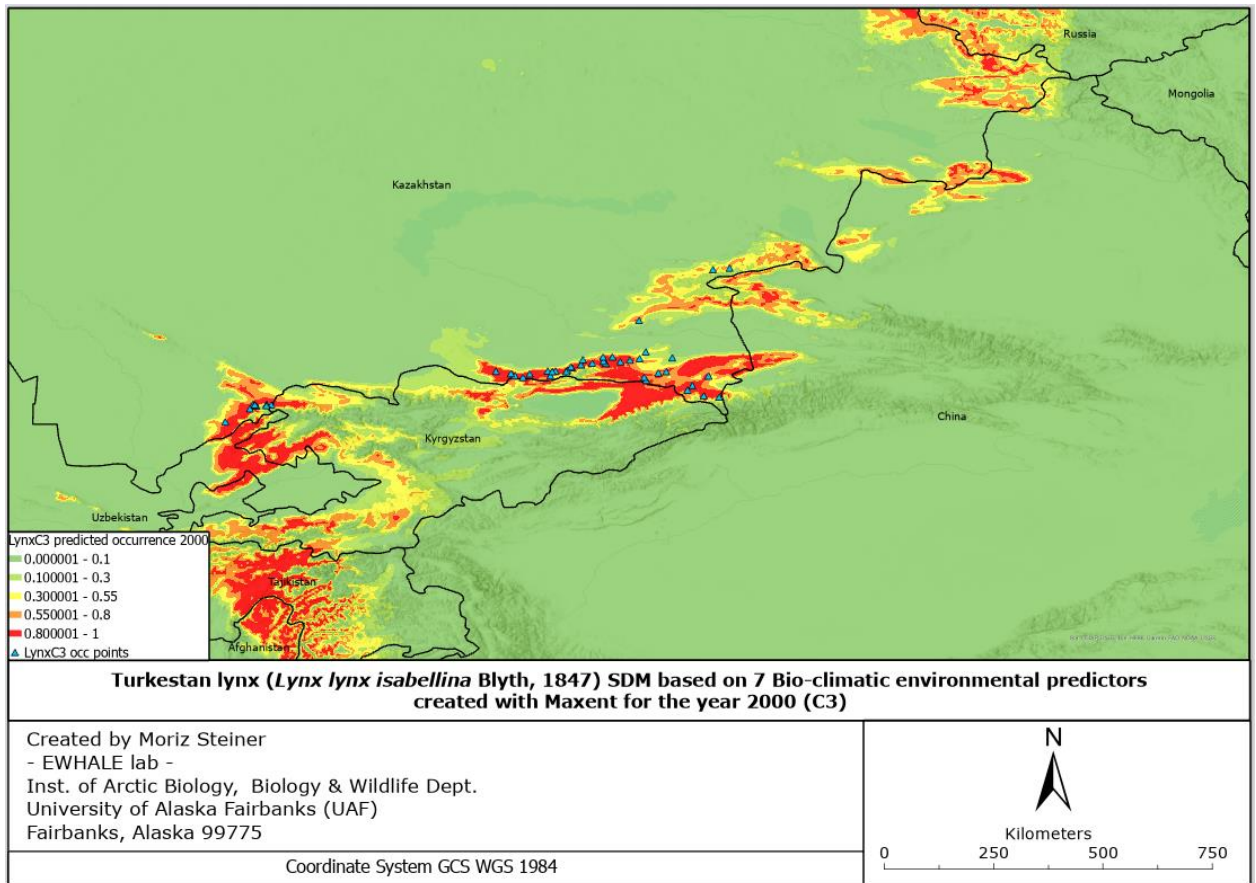 Russia
Mongolia
Kazakhstan
China
Kyrgyzstan
Uzbekistan
LynxC3 predicted occurrence 2000
0.000001 - 0.1
0.100001 - 0.3
0.300001 - 0.55
0.550001 - 0.8
0.800001 - 1
LynxC3 occ points
Tajikistan
Afghanistan
Turkestan lynx (Lynx lynx isabellina Blyth, 1847) SDM based on 7 Bio-climatic environmental predictors
created with Maxent for the year 2000 (C3)
Created by Moriz Steiner
- EWHALE lab -
Inst. of Arctic Biology, Biology & Wildlife Dept.
University of Alaska Fairbanks (UAF)
Fairbanks, Alaska 99775
Coordinate System GCS WGS 1984
N
Kilometers
0 250 500 750